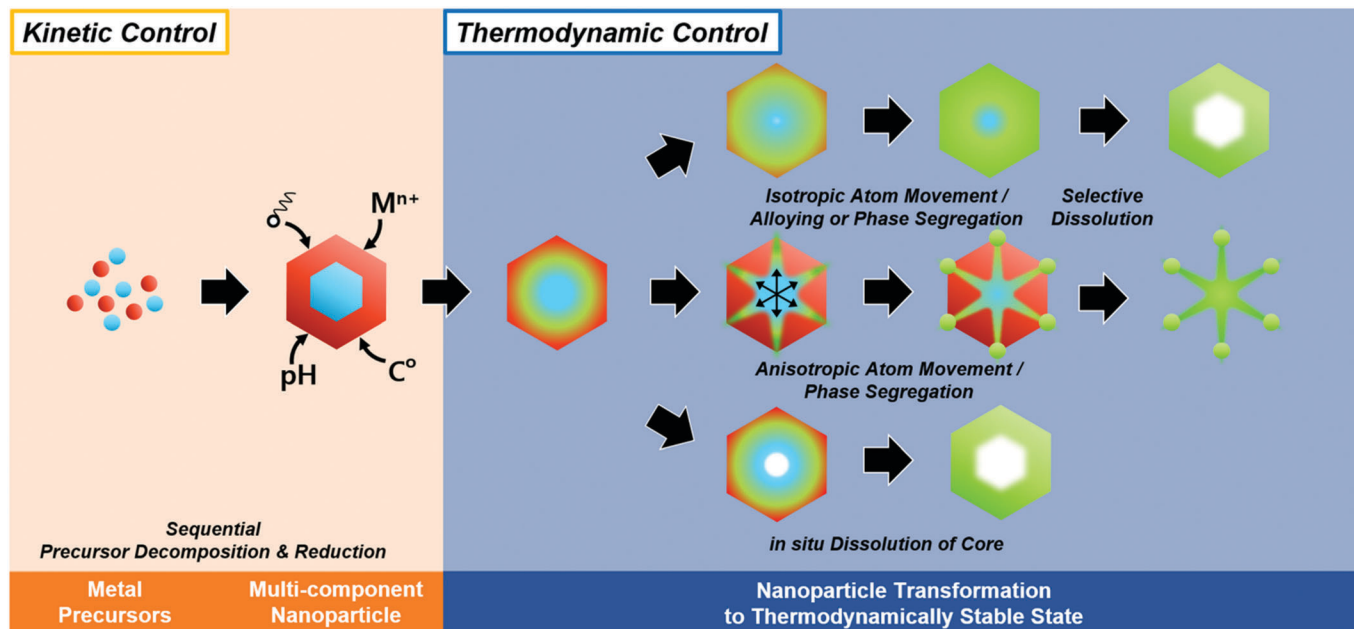 Kinetic Control
Thermodynamic Control
Isotropic Atom Movement /
Alloying or Phase Segregation
Selective
Dissolution
Mⁿ⁺
pH
Cº
Anisotropic Atom Movement /
Phase Segregation
Sequential
Precursor Decomposition & Reduction
in situ Dissolution of Core
Metal
Precursors
Multi-component
Nanoparticle
Nanoparticle Transformation
to Thermodynamically Stable State